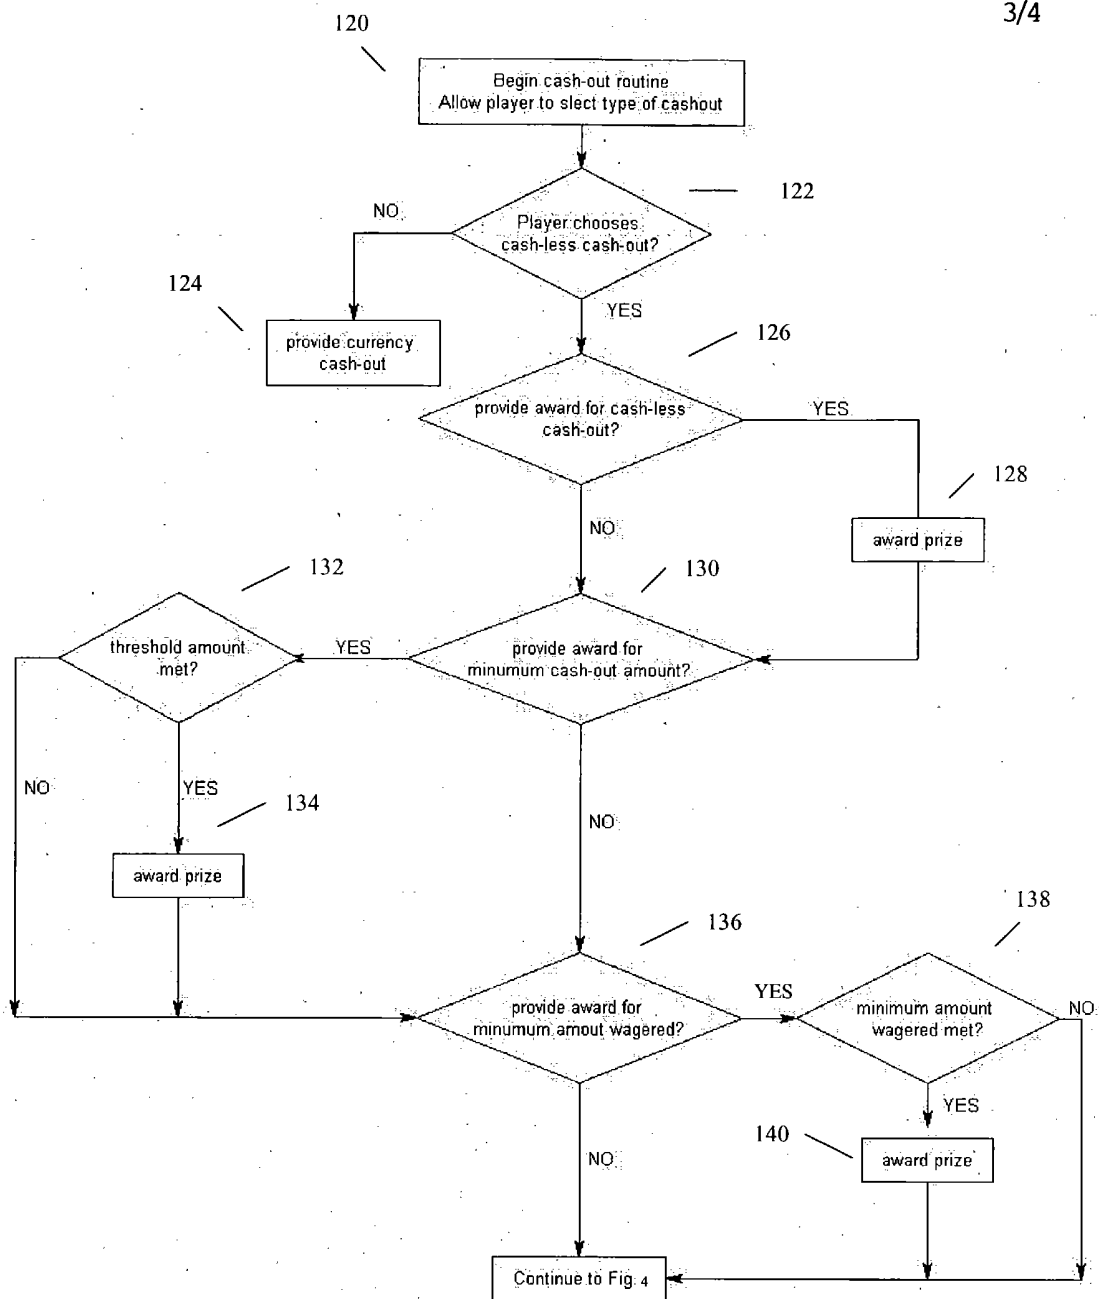 3/4
120
Begin cash-out routine
Allow player to slect type of cashout
122
Player chooses
cash-less cash-out?
NO
124
YES
provide currency
cash-out
126
provide award for cash-less
cash-out?
YES
128
NO
award prize
132
130
threshold amount
met?
YES
provide award for
minumum cash-out amount?
NO
YES
134
NO
award prize
136
138
provide award for
minumum amout wagered?
YES
minimum amount
wagered met?
NO
YES
140
NO
award prize
Continue to Fig. 4